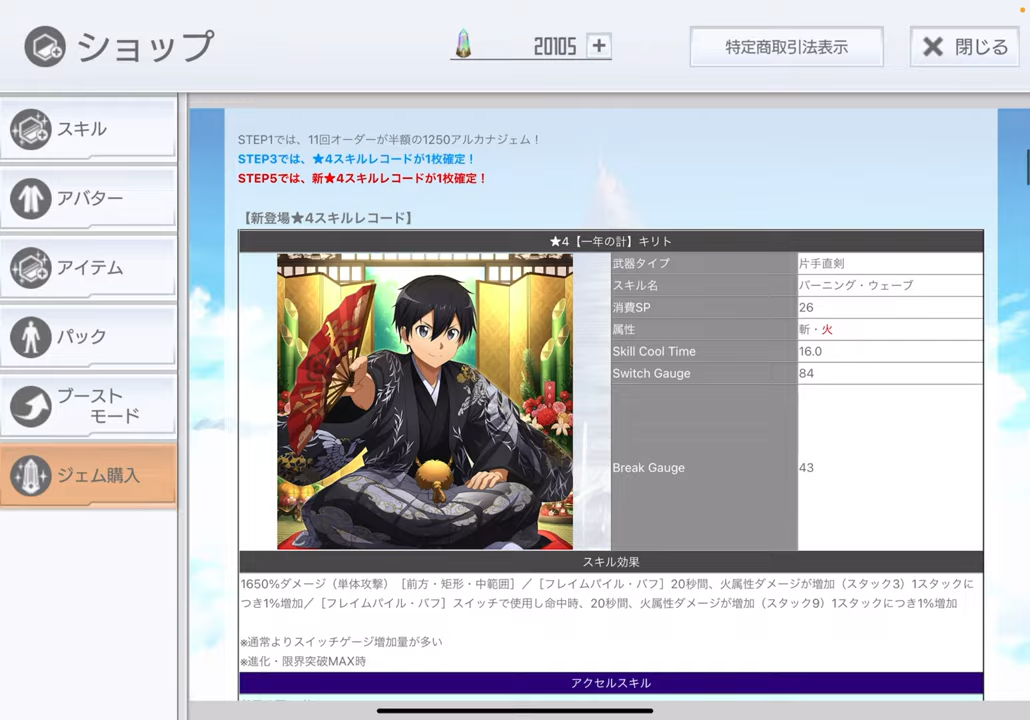 ショップ
20105
+
特定商取引法表示
閉じる
スキル
アバター
アイテム
パック
ブースト
モード
ジェム購入
STEP1では、11回オーダーが半額の1250アルカナジェム！
STEP3では、★4スキルレコードが1枚確定！
STEP5では、新★4スキルレコードが1枚確定！
【新登場★4スキルレコード】
★4【一年の計】キリト
武器タイプ 片手直剣
スキル名 バーニング・ウェーブ
消費SP 26
属性 斬・火
Skill Cool Time 16.0
Switch Gauge 84
Break Gauge 43
スキル効果
1650%ダメージ（単体攻撃）［前方・矩形・中範囲］／［フレイムパイル・バフ］20秒間、火属性ダメージが増加（スタック3）1スタックに
つき1%増加／［フレイムパイル・バフ］スイッチで使用し命中時、20秒間、火属性ダメージが増加（スタック9）1スタックにつき1%増加
※通常よりスイッチゲージ増加量が多い
※進化・限界突破MAX時
アクセルスキル